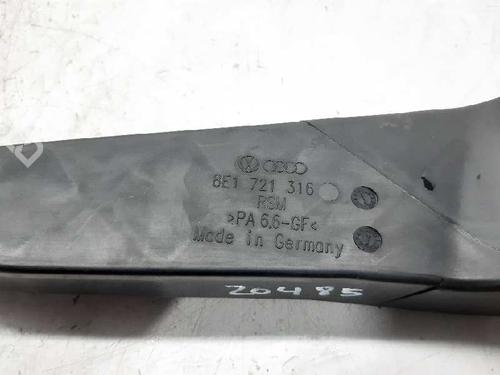 8E1 721 316
RSM
>PA 6.6-GF<
Made in Germany
20485